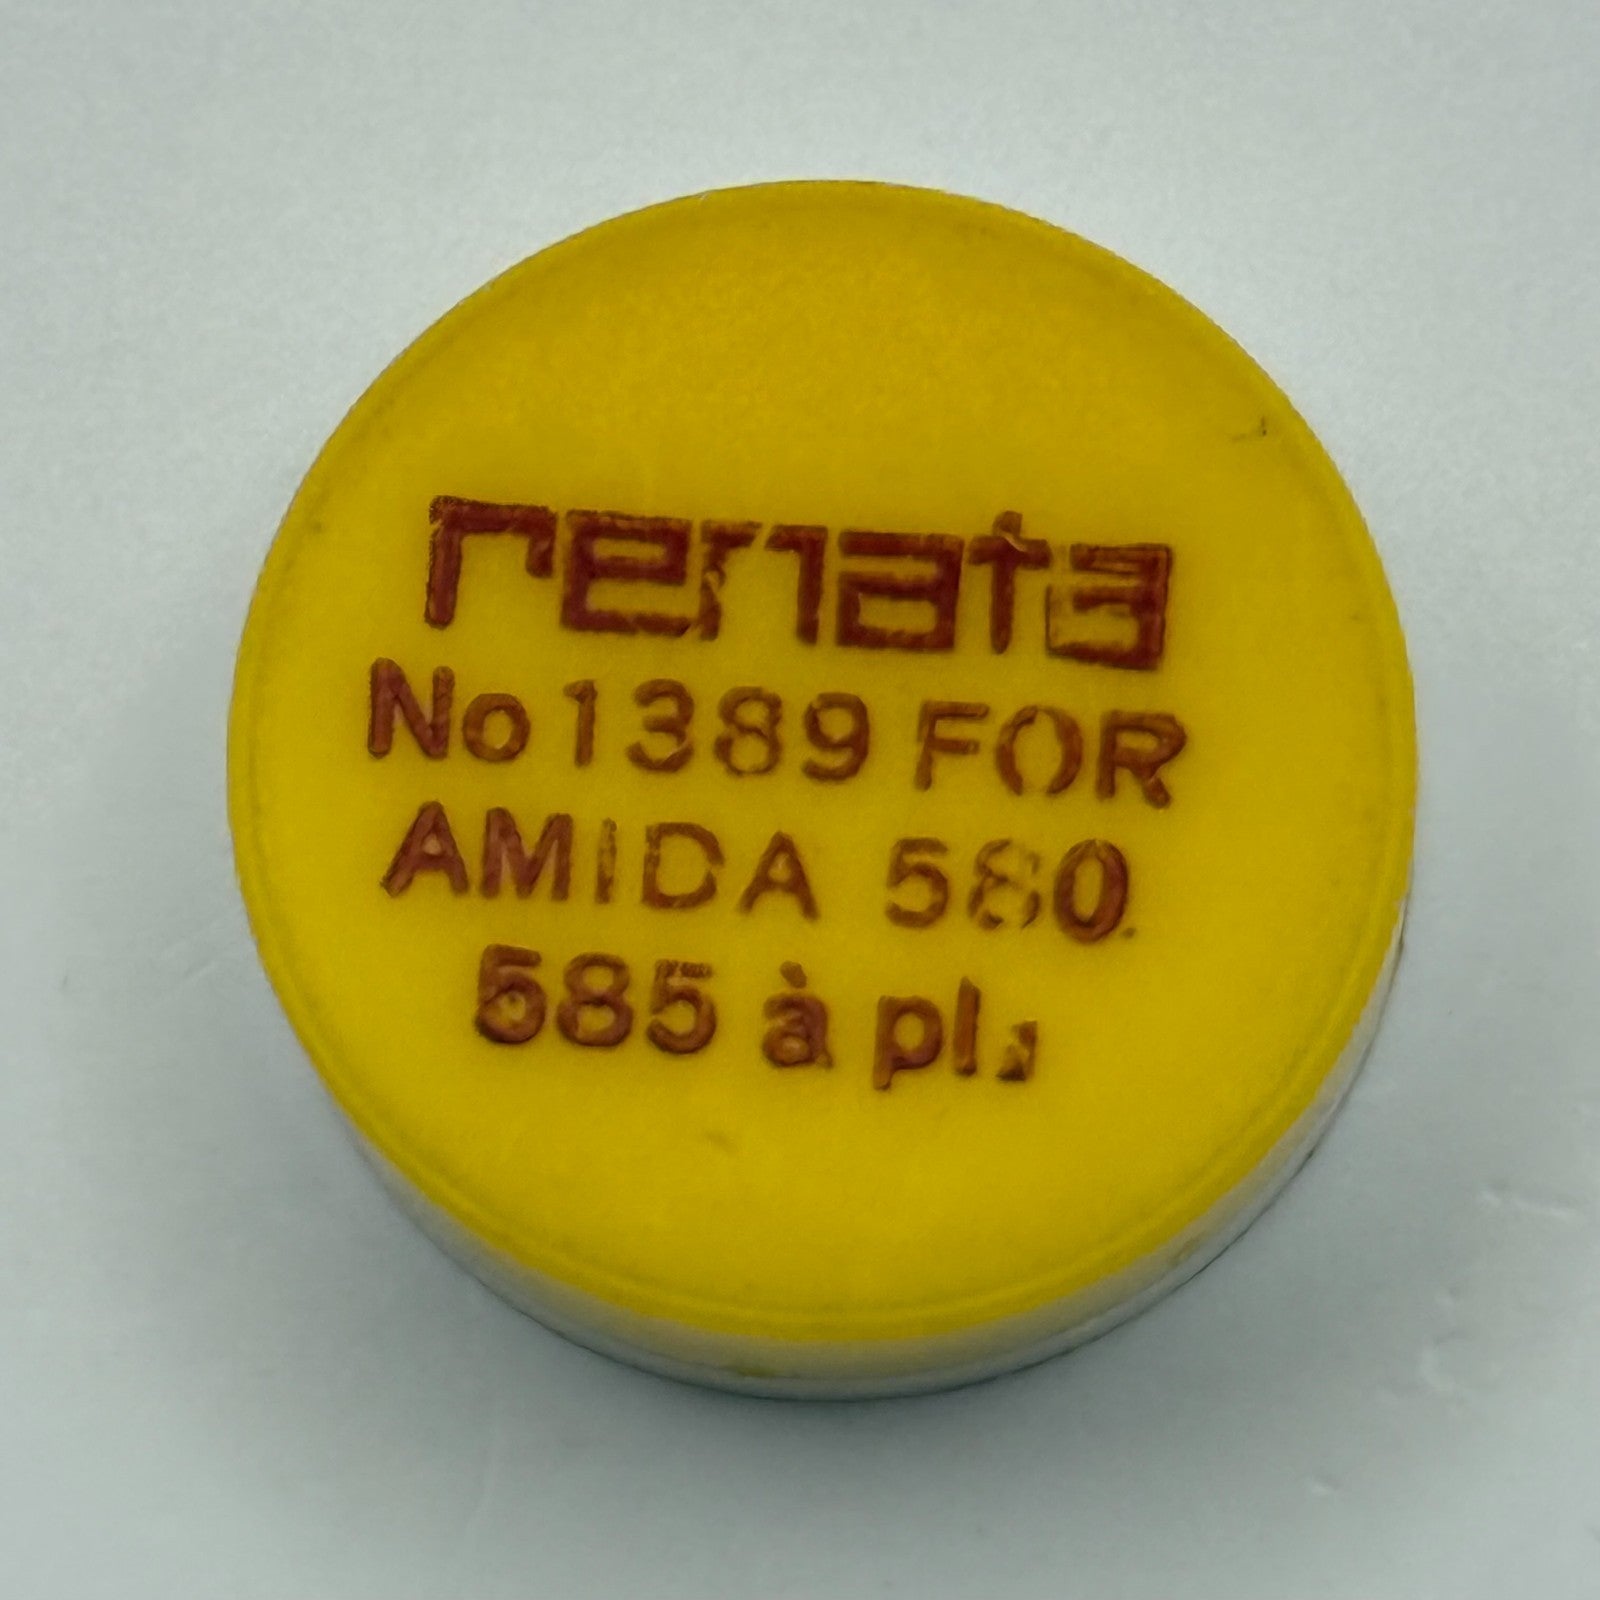 renata
No 1389 FOR
AMIDA 580.
585 à pl.